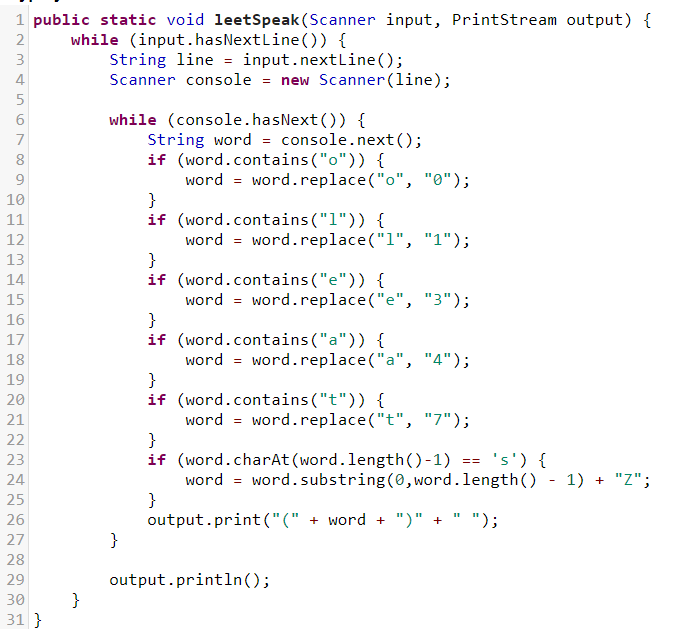 1 public static void leetSpeak(Scanner input, PrintStream output) {
2     while (input.hasNextLine()) {
3         String line = input.nextLine();
4         Scanner console = new Scanner(line);
5
6         while (console.hasNext()) {
7             String word = console.next();
8             if (word.contains("o")) {
9                 word = word.replace("o", "0");
10             }
11             if (word.contains("l")) {
12                 word = word.replace("l", "1");
13             }
14             if (word.contains("e")) {
15                 word = word.replace("e", "3");
16             }
17             if (word.contains("a")) {
18                 word = word.replace("a", "4");
19             }
20             if (word.contains("t")) {
21                 word = word.replace("t", "7");
22             }
23             if (word.charAt(word.length()-1) == 's') {
24                 word = word.substring(0,word.length() - 1) + "Z";
25             }
26             output.print("(" + word + ")" + " ");
27         }
28
29         output.println();
30     }
31 }